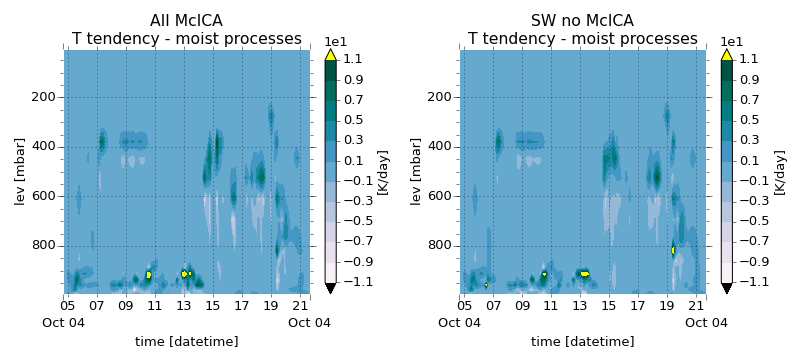 All McICA
T tendency - moist processes
1e1
200
400
600
800
lev [mbar]
05 07 09 11 13 15 17 19 21
Oct 04 Oct 04
time [datetime]
1.1
0.9
0.7
0.5
0.3
0.1
−0.1
−0.3
−0.5
−0.7
−0.9
−1.1
[K/day]
SW no McICA
T tendency - moist processes
1e1
200
400
600
800
lev [mbar]
05 07 09 11 13 15 17 19 21
Oct 04 Oct 04
time [datetime]
1.1
0.9
0.7
0.5
0.3
0.1
−0.1
−0.3
−0.5
−0.7
−0.9
−1.1
[K/day]